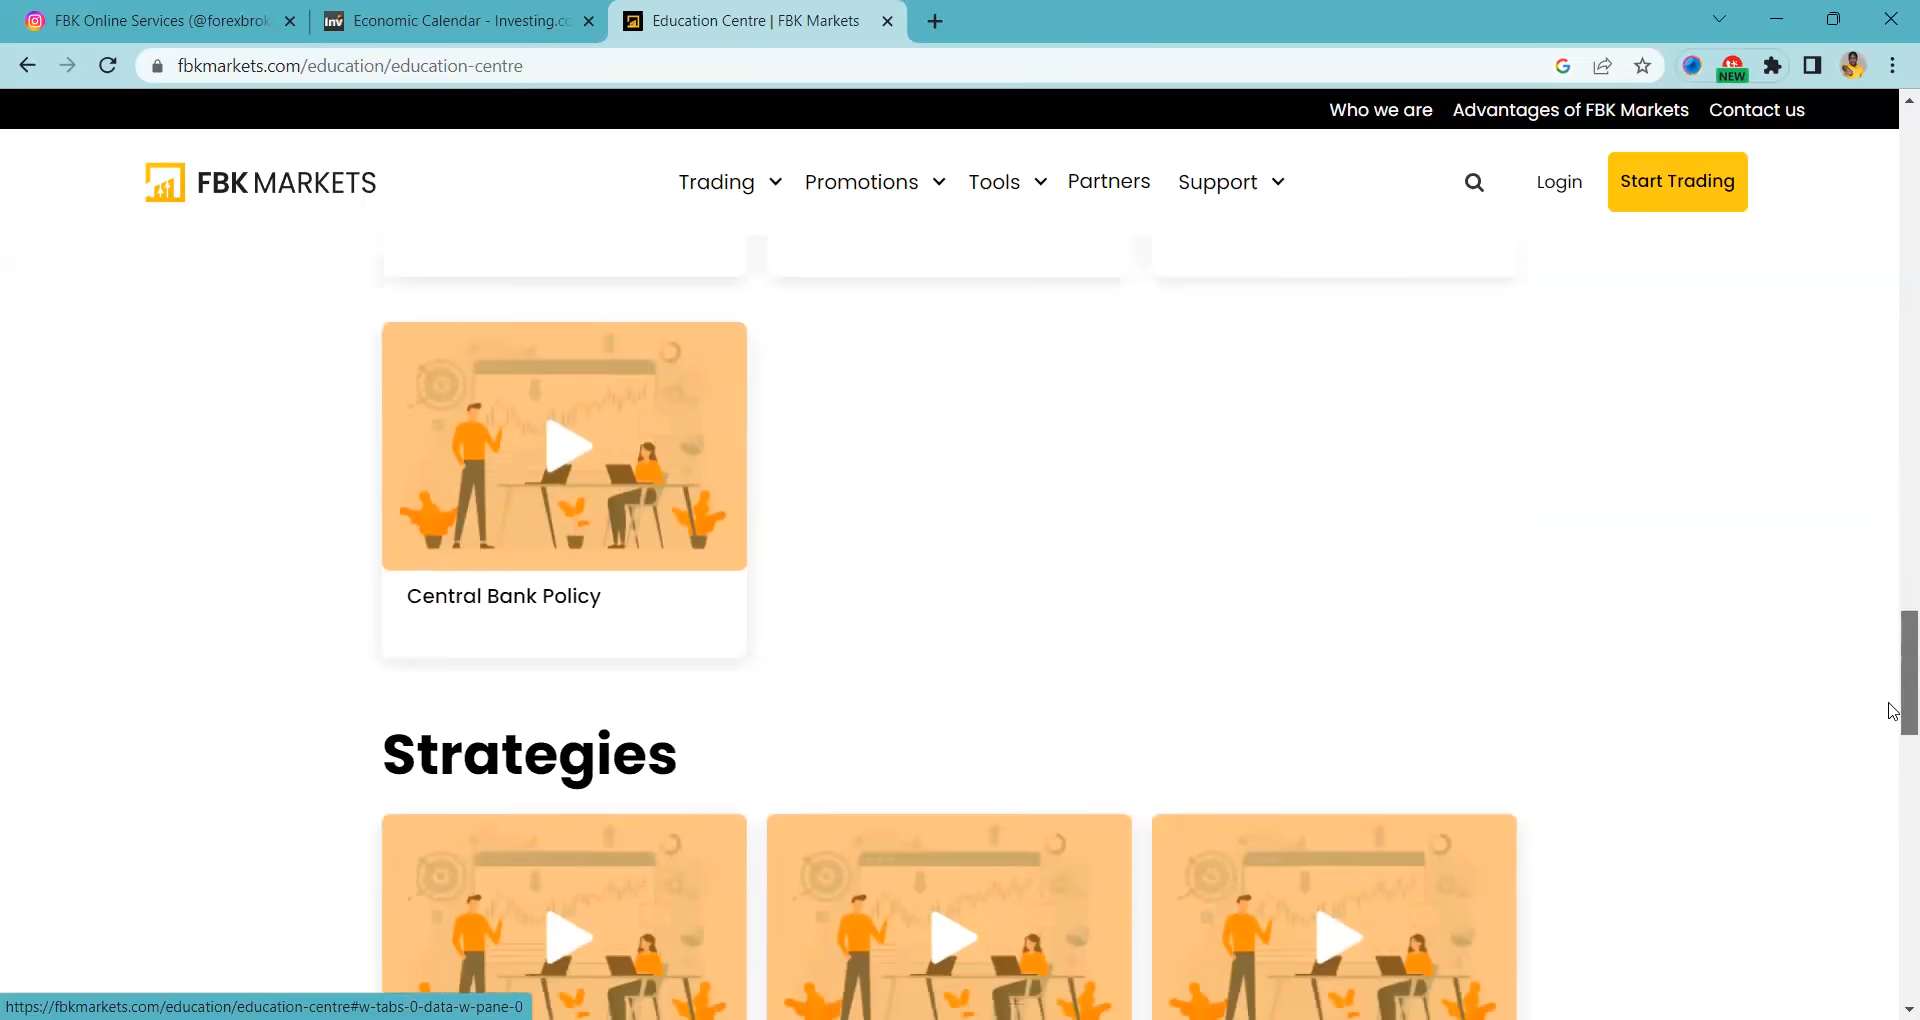 FBK Online Services (@forexbrok
Economic Calendar - Investing.co
Education Centre | FBK Markets
fbkmarkets.com/education/education-centre
NEW
Who we are Advantages of FBK Markets Contact us
FBK MARKETS
Trading Promotions Tools Partners Support Login Start Trading
Central Bank Policy
Strategies
https://fbkmarkets.com/education/education-centre#w-tabs-0-data-w-pane-0